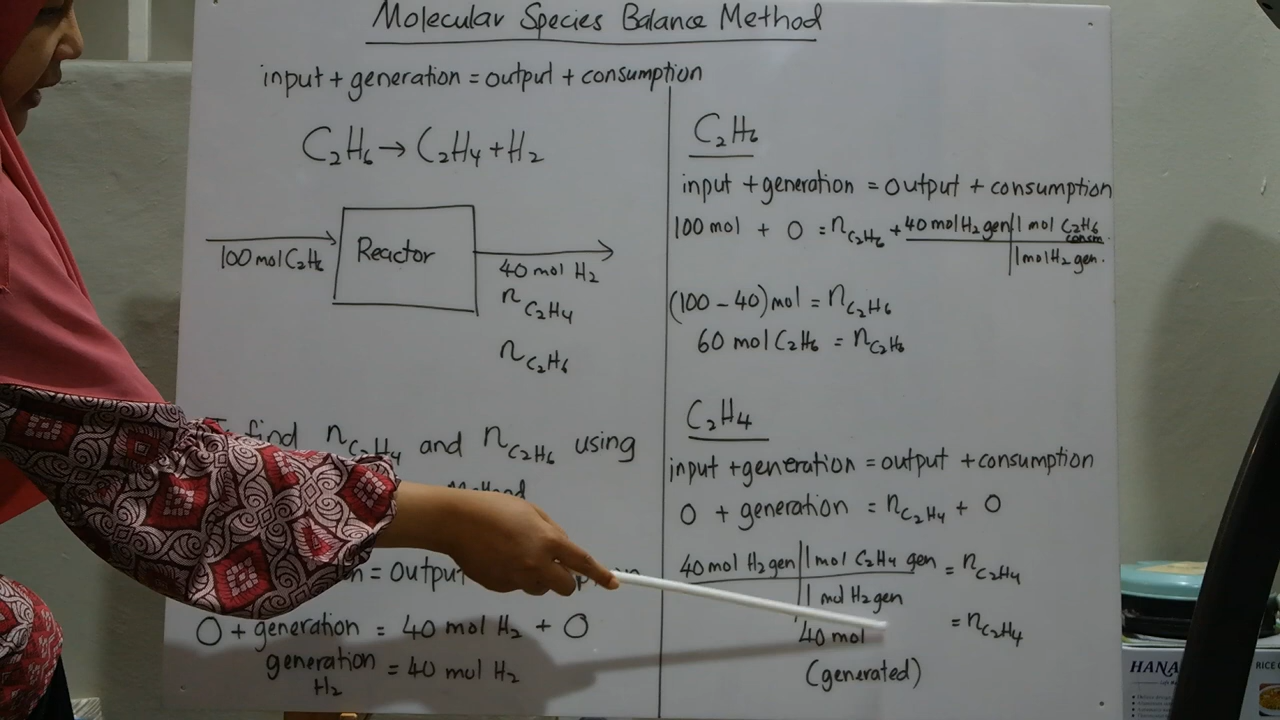 Molecular Species Balance Method
input + generation = output + consumption
C₂H₆ → C₂H₄ + H₂
100 mol C₂H₆
Reactor
40 mol H₂
n C₂H₄
n C₂H₆
find n C₂H₄ and n C₂H₆ using
= output
0 + generation = 40 mol H₂ + 0
generation H₂ = 40 mol H₂
C₂H₆
input + generation = output + consumption
100 mol + 0 = n C₂H₆ + 40 mol H₂ gen | 1 mol C₂H₆ consm.
1 mol H₂ gen.
(100 – 40) mol = n C₂H₆
60 mol C₂H₆ = n C₂H₆
C₂H₄
input + generation = output + consumption
0 + generation = n C₂H₄ + 0
40 mol H₂ gen | 1 mol C₂H₄ gen = n C₂H₄
1 mol H₂ gen
40 mol = n C₂H₄
(generated)
HANA
RICE